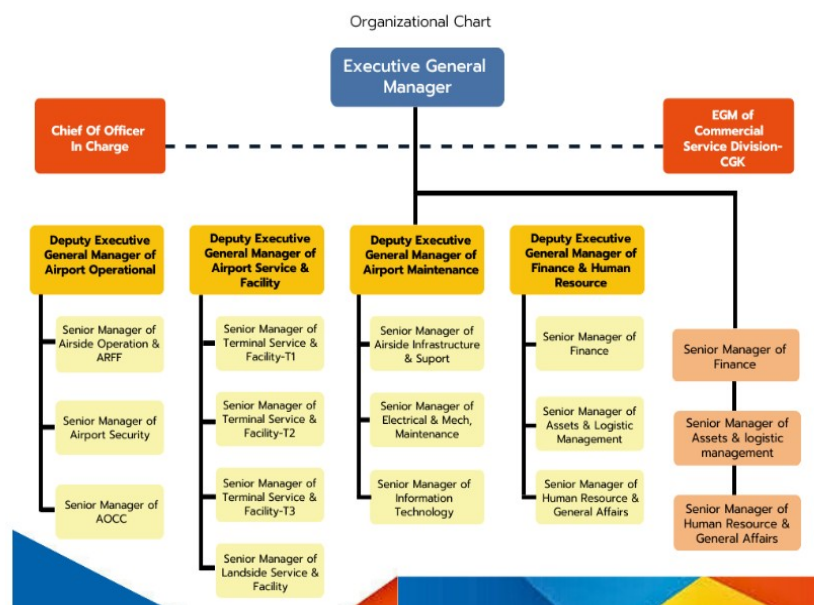 Organizational Chart
Executive General
Manager
Chief Of Officer
In Charge
EGM of
Commercial
Service Division-
CGK
Deputy Executive
General Manager of
Airport Operational
Deputy Executive
General Manager of
Airport Service &
Facility
Deputy Executive
General Manager of
Airport Maintenance
Deputy Executive
General Manager of
Finance & Human
Resource
Senior Manager of
Airside Operation &
ARFF
Senior Manager of
Airport Security
Senior Manager of
AOCC
Senior Manager of
Terminal Service &
Facility-T1
Senior Manager of
Terminal Service &
Facility-T2
Senior Manager of
Terminal Service &
Facility-T3
Senior Manager of
Landside Service &
Facility
Senior Manager of
Airside Infrastructure
& Suport
Senior Manager of
Electrical & Mech,
Maintenance
Senior Manager of
Information
Technology
Senior Manager of
Finance
Senior Manager of
Assets & Logistic
Management
Senior Manager of
Human Resource &
General Affairs
Senior Manager of
Finance
Senior Manager of
Assets & logistic
management
Senior Manager of
Human Resource &
General Affairs